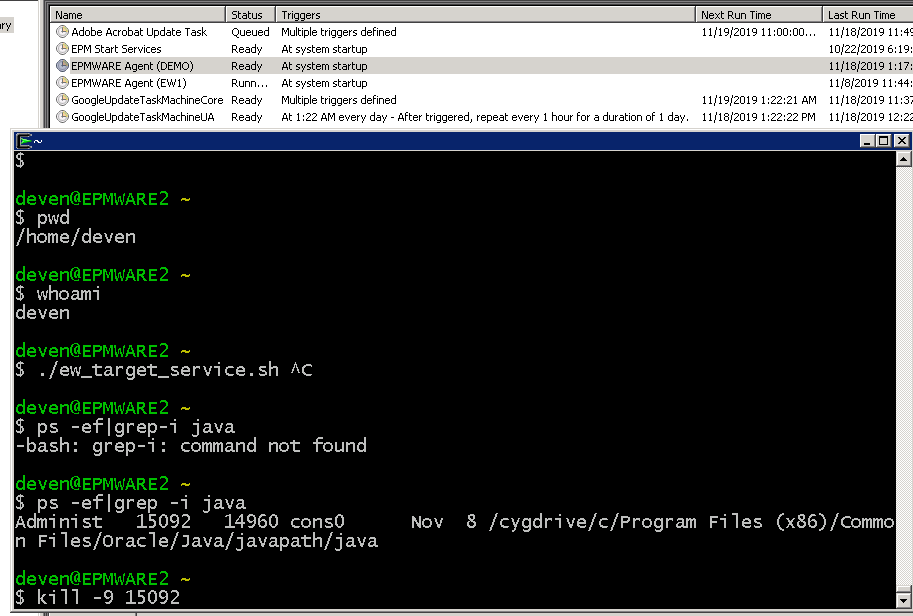 ry
Name Status Triggers Next Run Time Last Run Time
Adobe Acrobat Update Task Queued Multiple triggers defined 11/19/2019 11:00:00... 11/18/2019 11:49
EPM Start Services Ready At system startup 10/22/2019 6:19:
EPMWARE Agent (DEMO) Ready At system startup 11/18/2019 1:17:
EPMWARE Agent (EW1) Runn... At system startup 11/8/2019 11:44:
GoogleUpdateTaskMachineCore Ready Multiple triggers defined 11/19/2019 1:22:21 AM 11/18/2019 11:37
GoogleUpdateTaskMachineUA Ready At 1:22 AM every day - After triggered, repeat every 1 hour for a duration of 1 day. 11/18/2019 1:22:22 PM 11/18/2019 12:22
~
$
deven@EPMWARE2 ~
$ pwd
/home/deven
deven@EPMWARE2 ~
$ whoami
deven
deven@EPMWARE2 ~
$ ./ew_target_service.sh ^C
deven@EPMWARE2 ~
$ ps -ef|grep-i java
-bash: grep-i: command not found
deven@EPMWARE2 ~
$ ps -ef|grep -i java
Administ 15092 14960 cons0 Nov 8 /cygdrive/c/Program Files (x86)/Commo
n Files/Oracle/Java/javapath/java
deven@EPMWARE2 ~
$ kill -9 15092